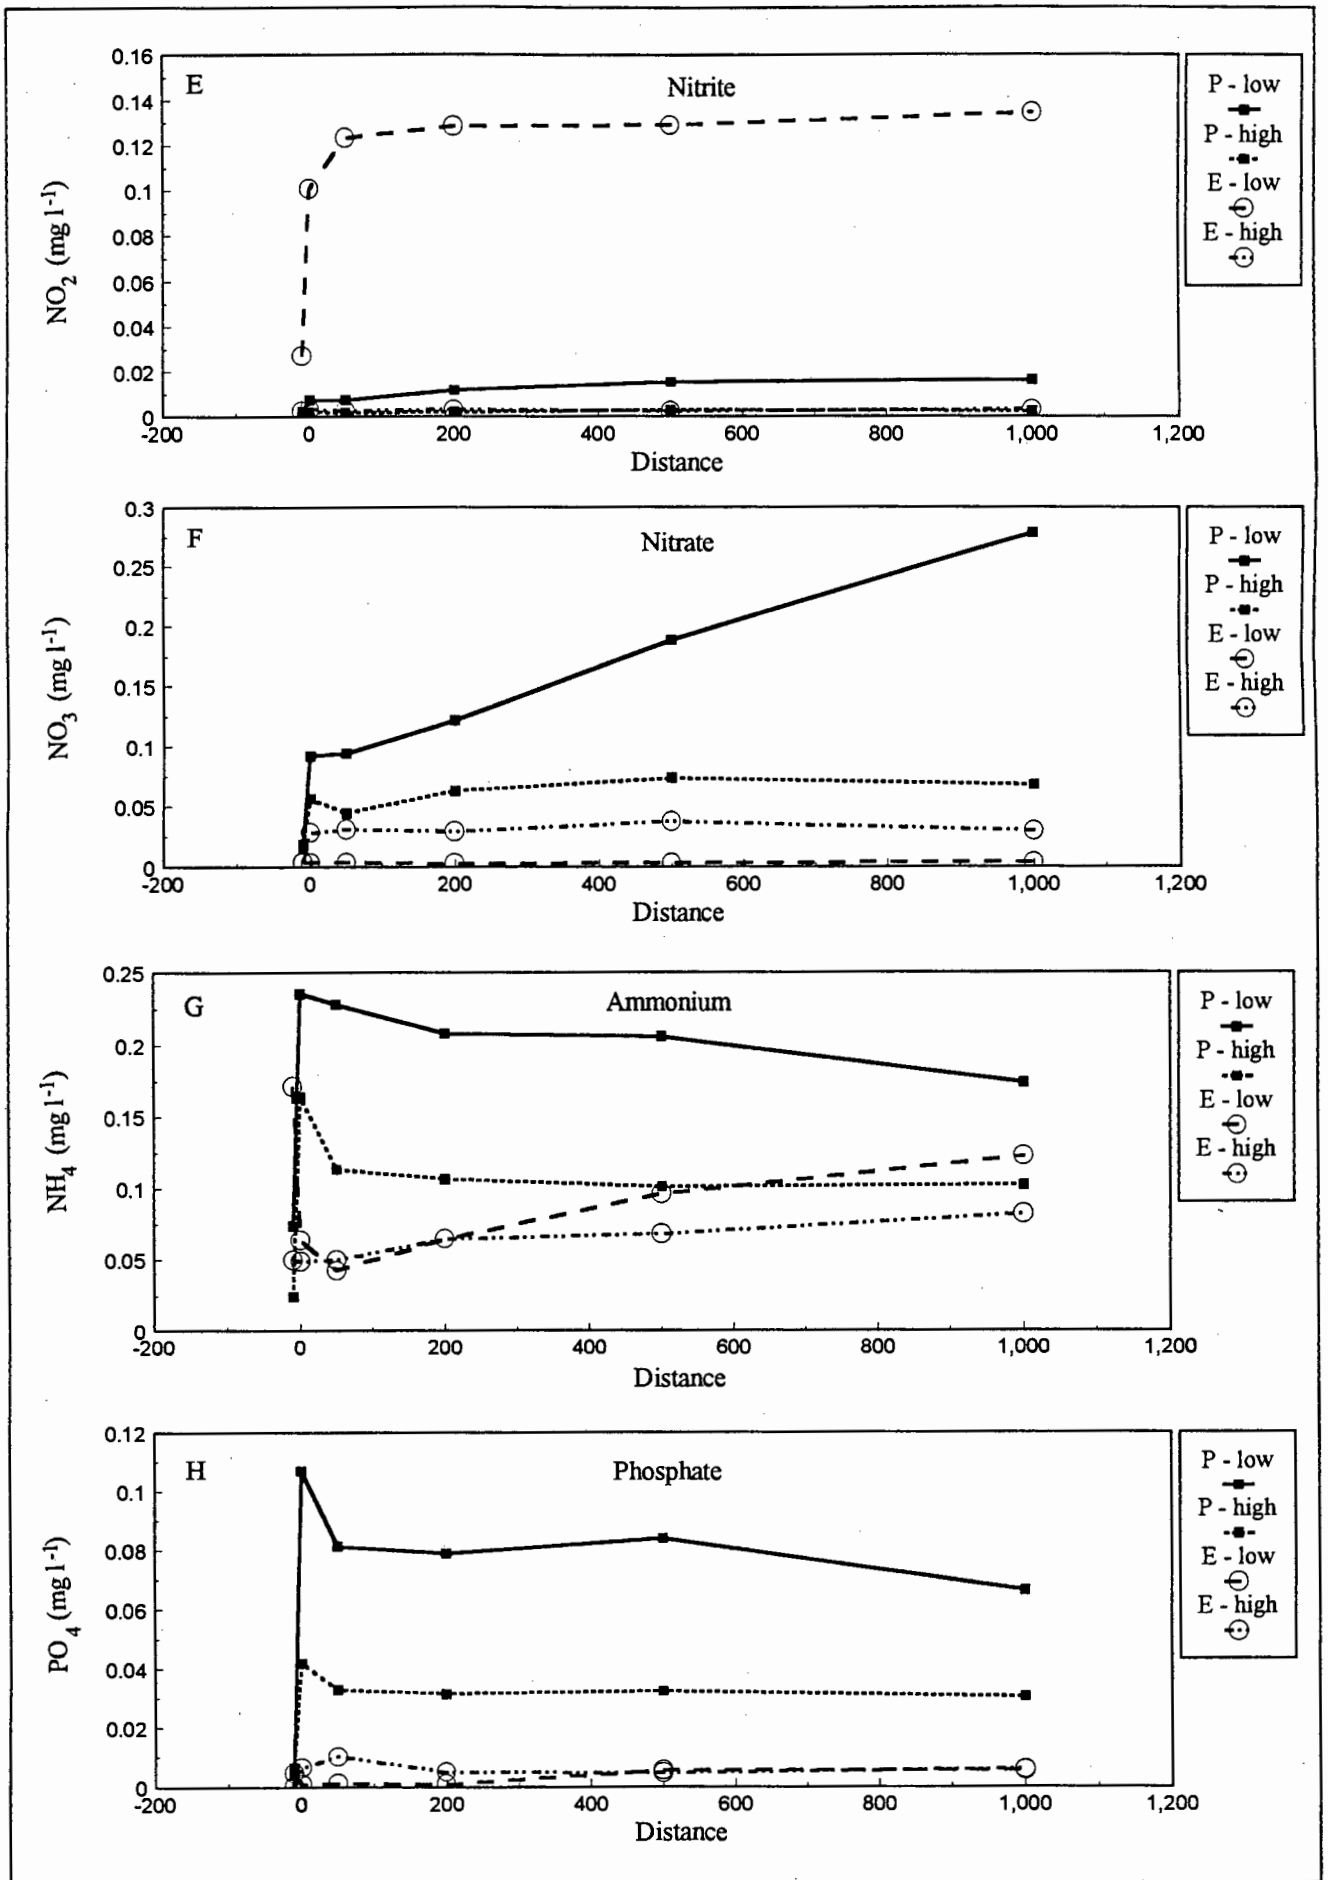 E
Nitrite
0.16
0.14
0.12
0.1
0.08
0.06
0.04
0.02
0
NO2 (mg l-1)
-200 0 200 400 600 800 1,000 1,200
Distance
P - low
P - high
E - low
E - high
F
Nitrate
0.3
0.25
0.2
0.15
0.1
0.05
0
NO3 (mg l-1)
-200 0 200 400 600 800 1,000 1,200
Distance
P - low
P - high
E - low
E - high
G
Ammonium
0.25
0.2
0.15
0.1
0.05
0
NH4 (mg l-1)
-200 0 200 400 600 800 1,000 1,200
Distance
P - low
P - high
E - low
E - high
H
Phosphate
0.12
0.1
0.08
0.06
0.04
0.02
0
PO4 (mg l-1)
-200 0 200 400 600 800 1,000 1,200
Distance
P - low
P - high
E - low
E - high